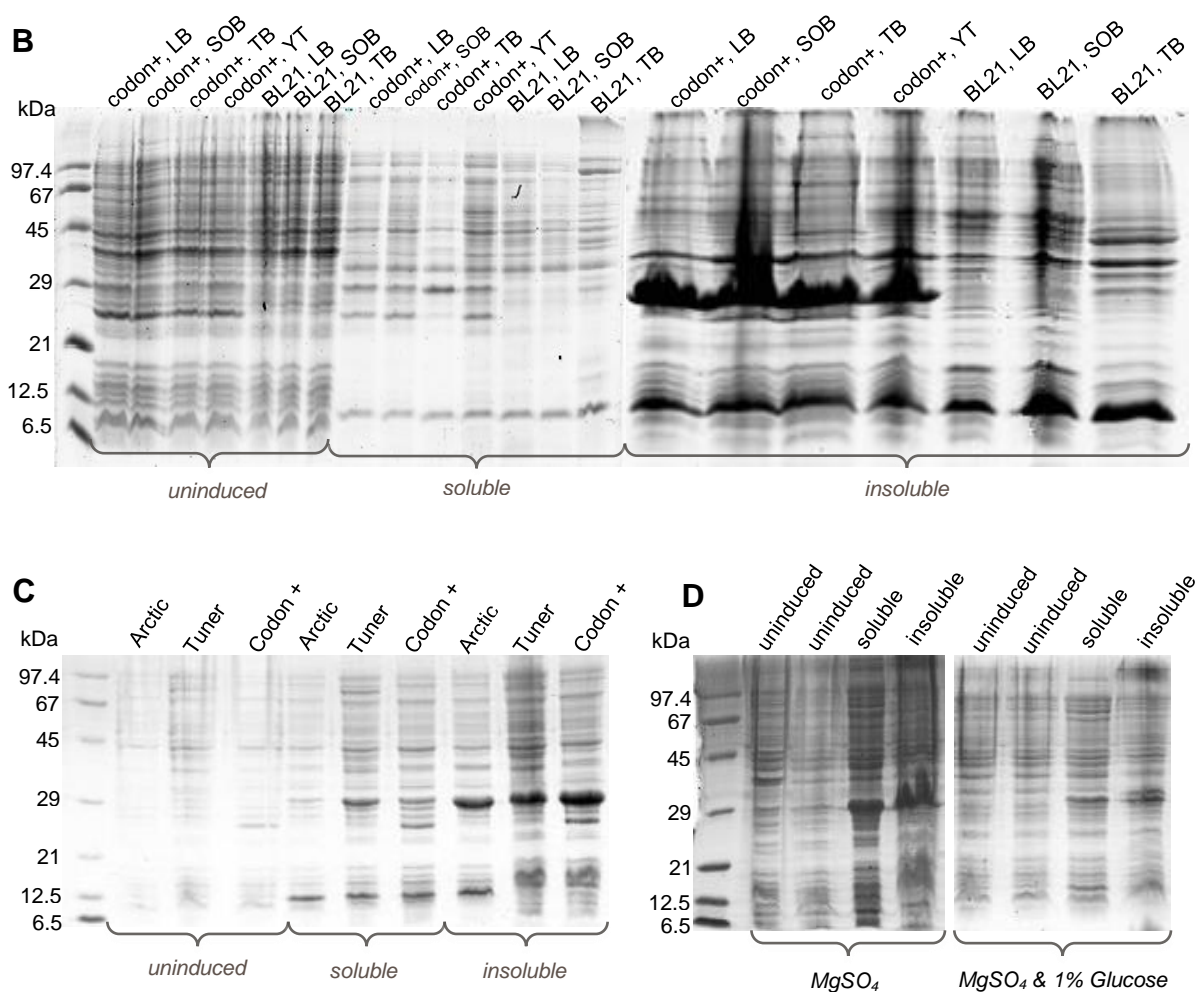 B
kDa
codon+, LB
codon+, SOB
codon+. TB
codon+, YT
BL21, LB
BL21, SOB
BL21, TB
codon+, LB
codon+, SOB
codon+, TB
codon+, YT
BL21, LB
BL21, SOB
BL21, TB
codon+, LB
codon+, SOB
codon+, TB
codon+, YT
BL21, LB
BL21, SOB
BL21, TB
97.4
67
45
29
21
12.5
6.5
uninduced
soluble
insoluble
C
kDa
Arctic
Tuner
Codon +
Arctic
Tuner
Codon +
Arctic
Tuner
Codon +
97.4
67
45
29
21
12.5
6.5
uninduced
soluble
insoluble
D
kDa
uninduced
uninduced
soluble
insoluble
uninduced
uninduced
soluble
insoluble
97.4
67
45
29
21
12.5
6.5
MgSO₄
MgSO₄ & 1% Glucose